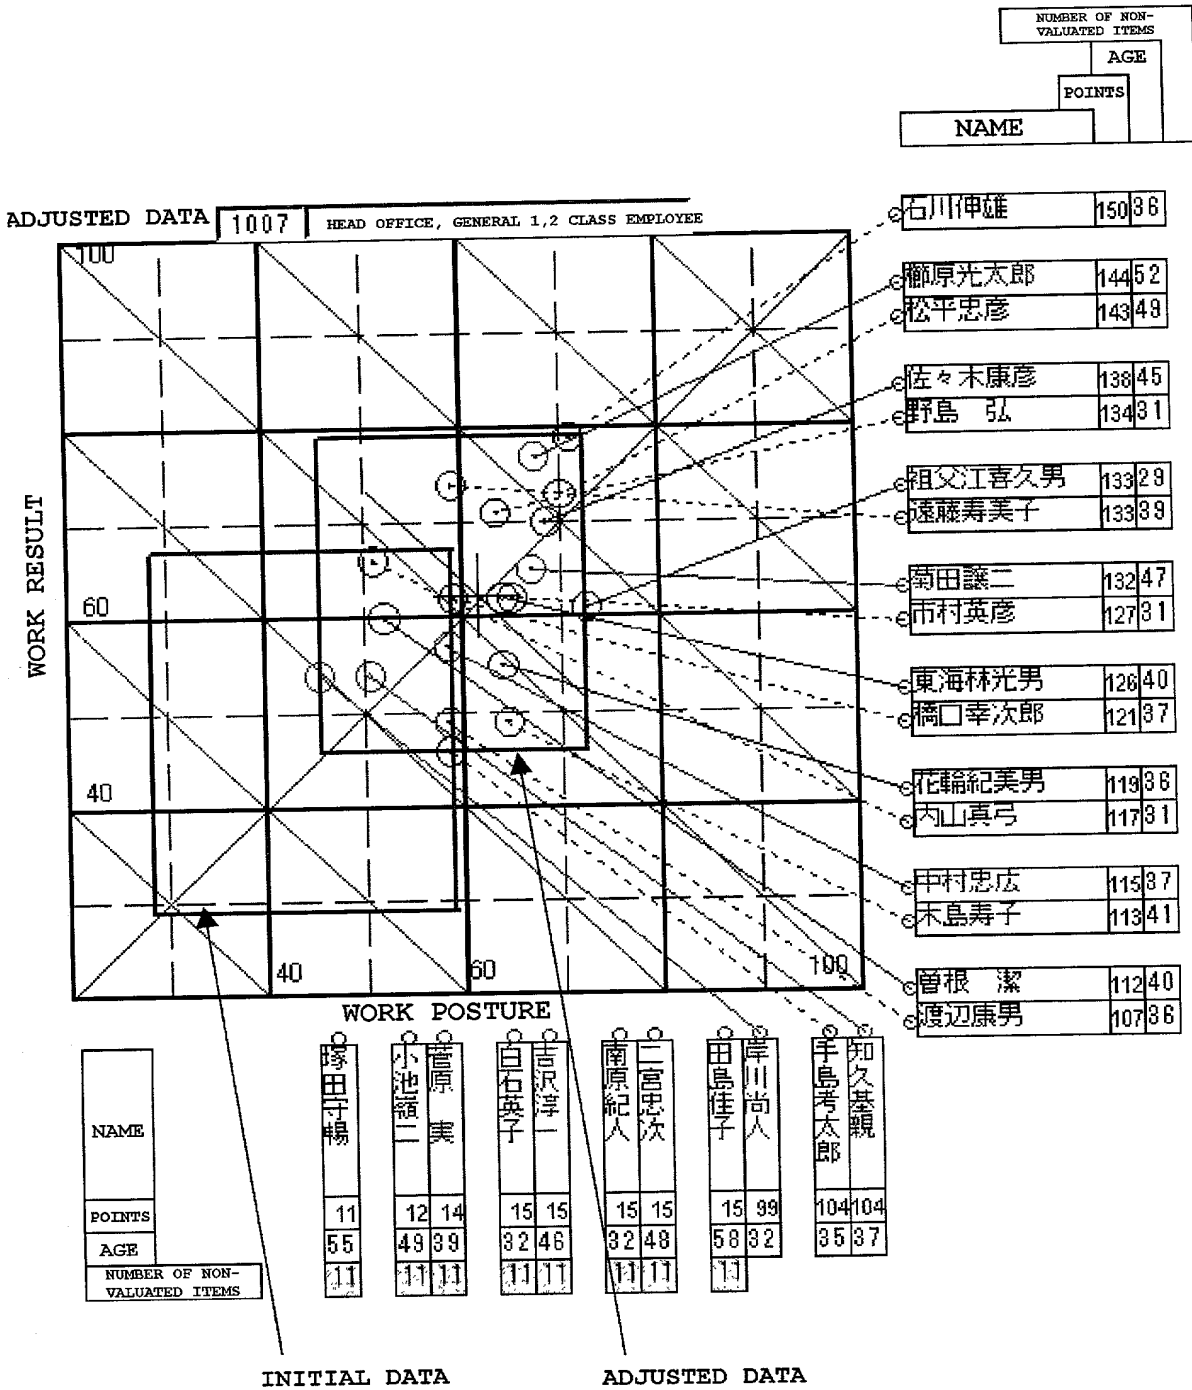 NUMBER OF NON-
VALUATED ITEMS
AGE
POINTS
NAME
ADJUSTED DATA
1007
HEAD OFFICE, GENERAL 1,2 CLASS EMPLOYEE
100
60
40
40
60
100
WORK RESULT
WORK POSTURE
石川伸雄 150 36
櫛原光太郎 144 52
松平忠彦 143 49
佐々木康彦 138 45
野島 弘 134 31
祖父江喜久男 133 29
遠藤寿美子 133 39
菊田譲二 132 47
市村英彦 127 31
東海林光男 126 40
橋口幸次郎 121 37
花輪紀美男 119 36
内山真弓 117 31
中村忠広 115 37
木島寿子 113 41
曽根 潔 112 40
渡辺康男 107 36
NAME
POINTS
AGE
NUMBER OF NON-
VALUATED ITEMS
塚田守暢 11 55 11
小池嶺二 12 49 11
菅原 実 14 39 11
白石英子 15 32 11
吉沢淳一 15 46 11
南原紀人 15 32 11
二宮忠次 15 48 11
田島佳子 15 58 11
岸川尚人 99 32
手島考太郎 104 35
知久基親 104 37
INITIAL DATA
ADJUSTED DATA